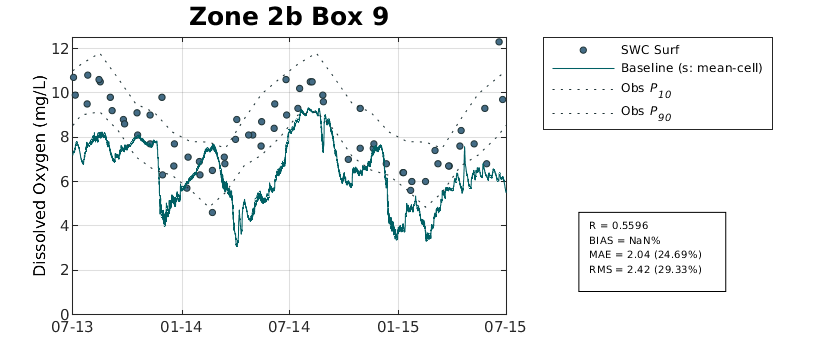 Zone 2b Box 9
Dissolved Oxygen (mg/L)
12
10
8
6
4
2
0
07-13
01-14
07-14
01-15
07-15
SWC Surf
Baseline (s: mean-cell)
Obs P10
Obs P90
R = 0.5596
BIAS = NaN%
MAE = 2.04 (24.69%)
RMS = 2.42 (29.33%)